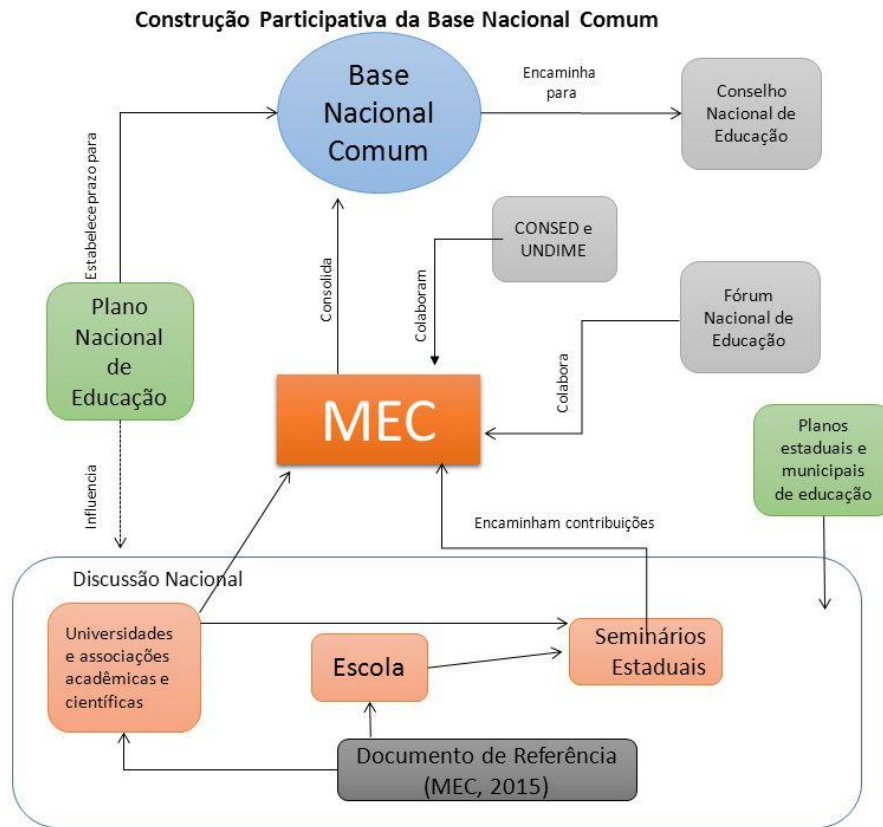 Construção Participativa da Base Nacional Comum
Base
Nacional
Comum
Encaminha
para
Conselho
Nacional de
Educação
Estabelece prazo para
CONSED e
UNDIME
Consolida
Colaboram
Fórum
Nacional de
Educação
Plano
Nacional
de
Educação
MEC
Colabora
Planos
estaduais e
municipais
de educação
Influencia
Encaminham contribuições
Discussão Nacional
Universidades
e associações
acadêmicas e
científicas
Escola
Seminários
Estaduais
Documento de Referência
(MEC, 2015)